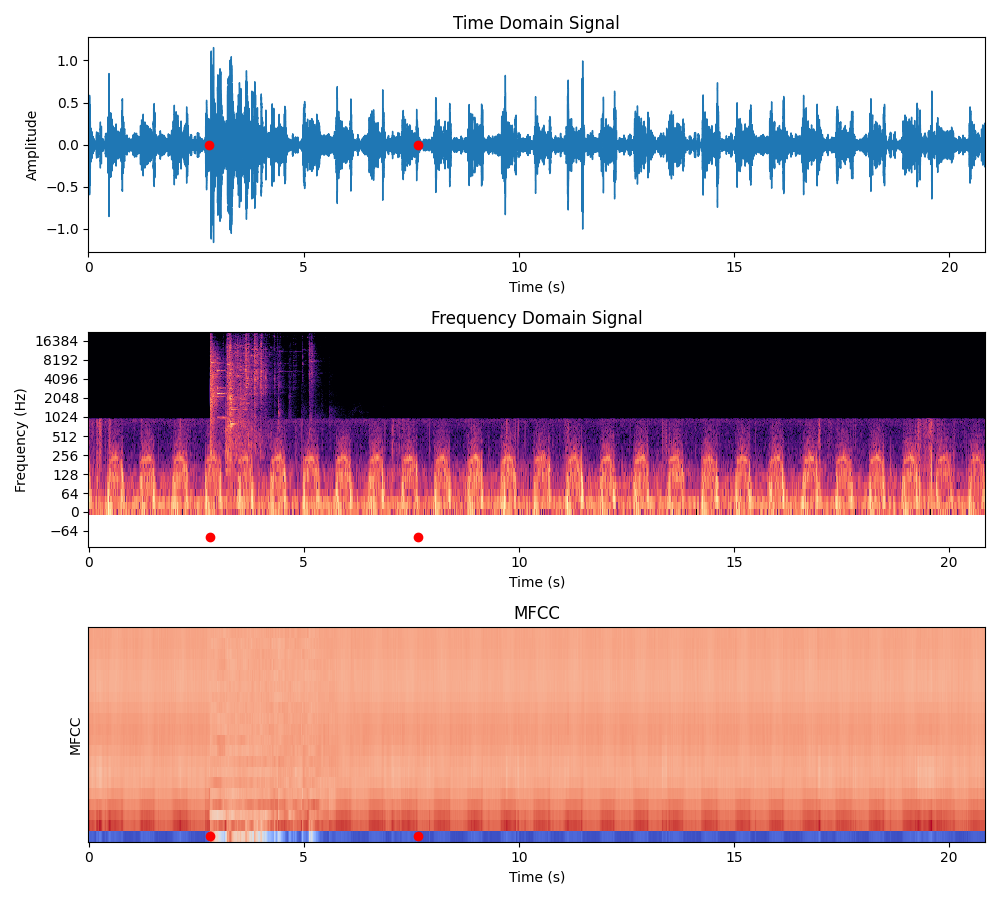 Time Domain Signal
1.0
0.5
0.0
−0.5
−1.0
Amplitude
0 5 10 15 20
Time (s)
Frequency Domain Signal
16384
8192
4096
2048
1024
512
256
128
64
0
−64
Frequency (Hz)
0 5 10 15 20
Time (s)
MFCC
MFCC
0 5 10 15 20
Time (s)